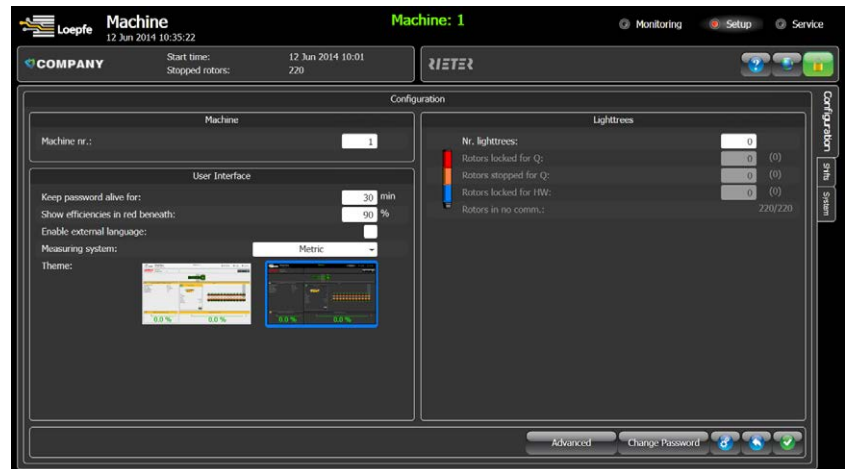 Loepfe
Machine
12 Jun 2014 10:35:22
Machine: 1
Monitoring
Setup
Service
COMPANY
Start time: 12 Jun 2014 10:01
Stopped rotors: 220
RIETER
Configuration
Machine
Machine nr.: 1
User Interface
Keep password alive for: 30 min
Show efficiencies in red beneath: 90 %
Enable external language:
Measuring system: Metric
Theme:
0.0 % 0.0 %
0.0 % 0.0 %
Lighttrees
Nr. lighttrees: 0
Rotors locked for Q: 0 (0)
Rotors stopped for Q: 0 (0)
Rotors locked for HW: 0 (0)
Rotors in no comm.: 220/220
Configuration
Shifts
System
Advanced
Change Password